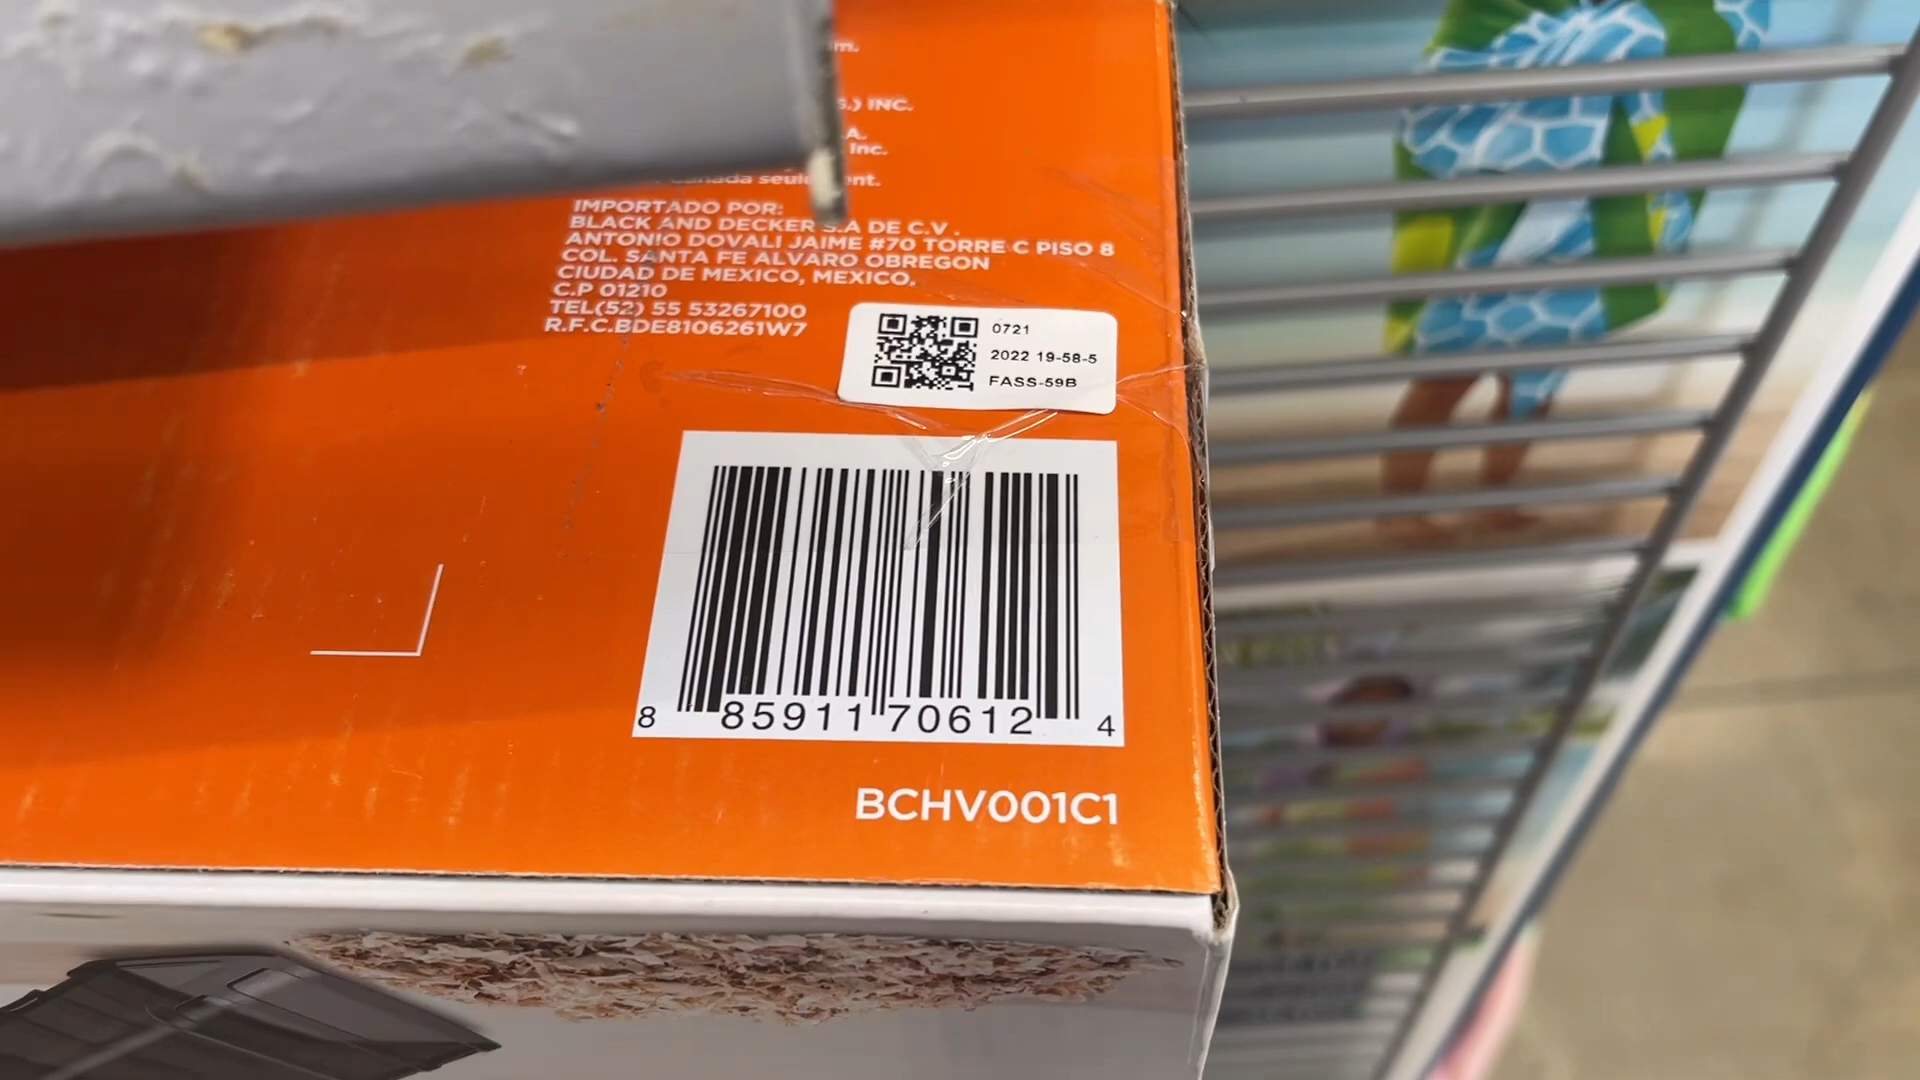 m.
S.) INC.
A.
Inc.
Canada seulement.
IMPORTADO POR:
BLACK AND DECKER S.A DE C.V .
ANTONIO DOVALI JAIME #70 TORRE C PISO 8
COL. SANTA FE ALVARO OBREGON
CIUDAD DE MEXICO, MEXICO.
C.P 01210
TEL(52) 55 53267100
R.F.C.BDE8106261W7
0721
2022 19-58-5
FASS-59B
8 85911 70612 4
BCHV001C1